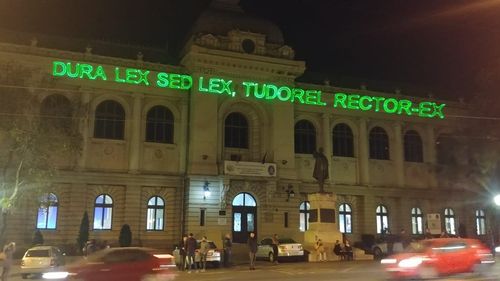 DURA LEX SED LEX, TUDOREL RECTOR-EX